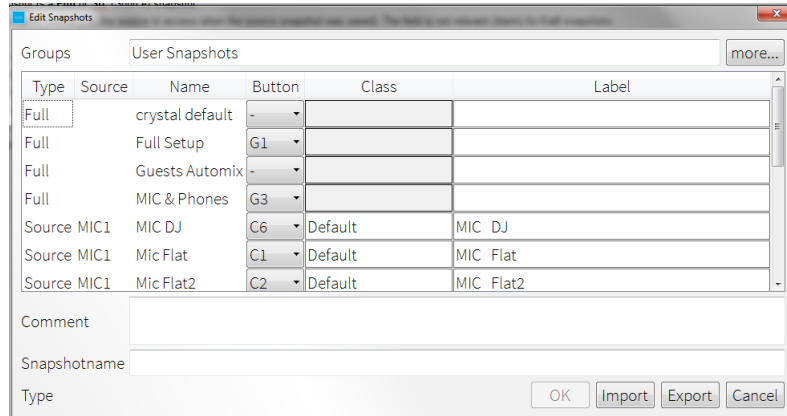 Edit Snapshots
Groups User Snapshots more...
Type Source Name Button Class Label
Full crystal default -
Full Full Setup G1
Full Guests Automix -
Full MIC & Phones G3
Source MIC1 MIC DJ C6 Default MIC DJ
Source MIC1 Mic Flat C1 Default MIC Flat
Source MIC1 Mic Flat2 C2 Default MIC Flat2
Comment
Snapshotname
Type OK Import Export Cancel